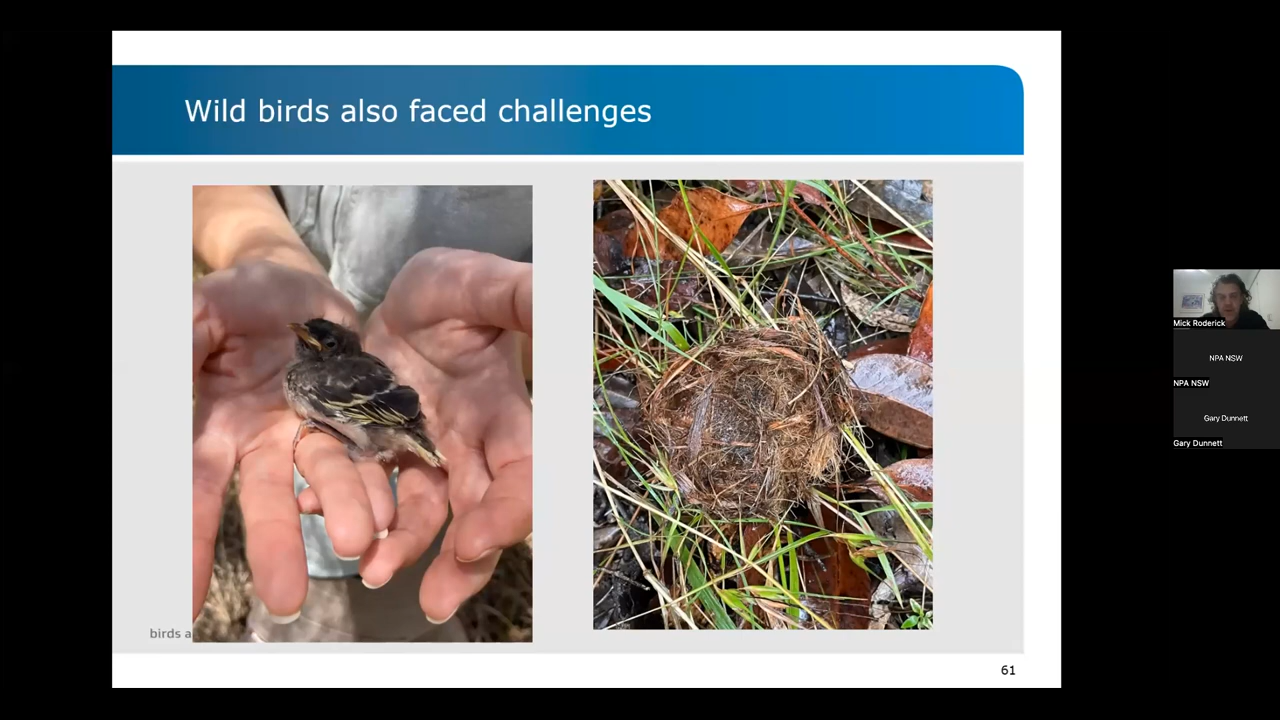 Wild birds also faced challenges
birds a
61
Mick Roderick
NPA NSW
NPA NSW
Gary Dunnett
Gary Dunnett